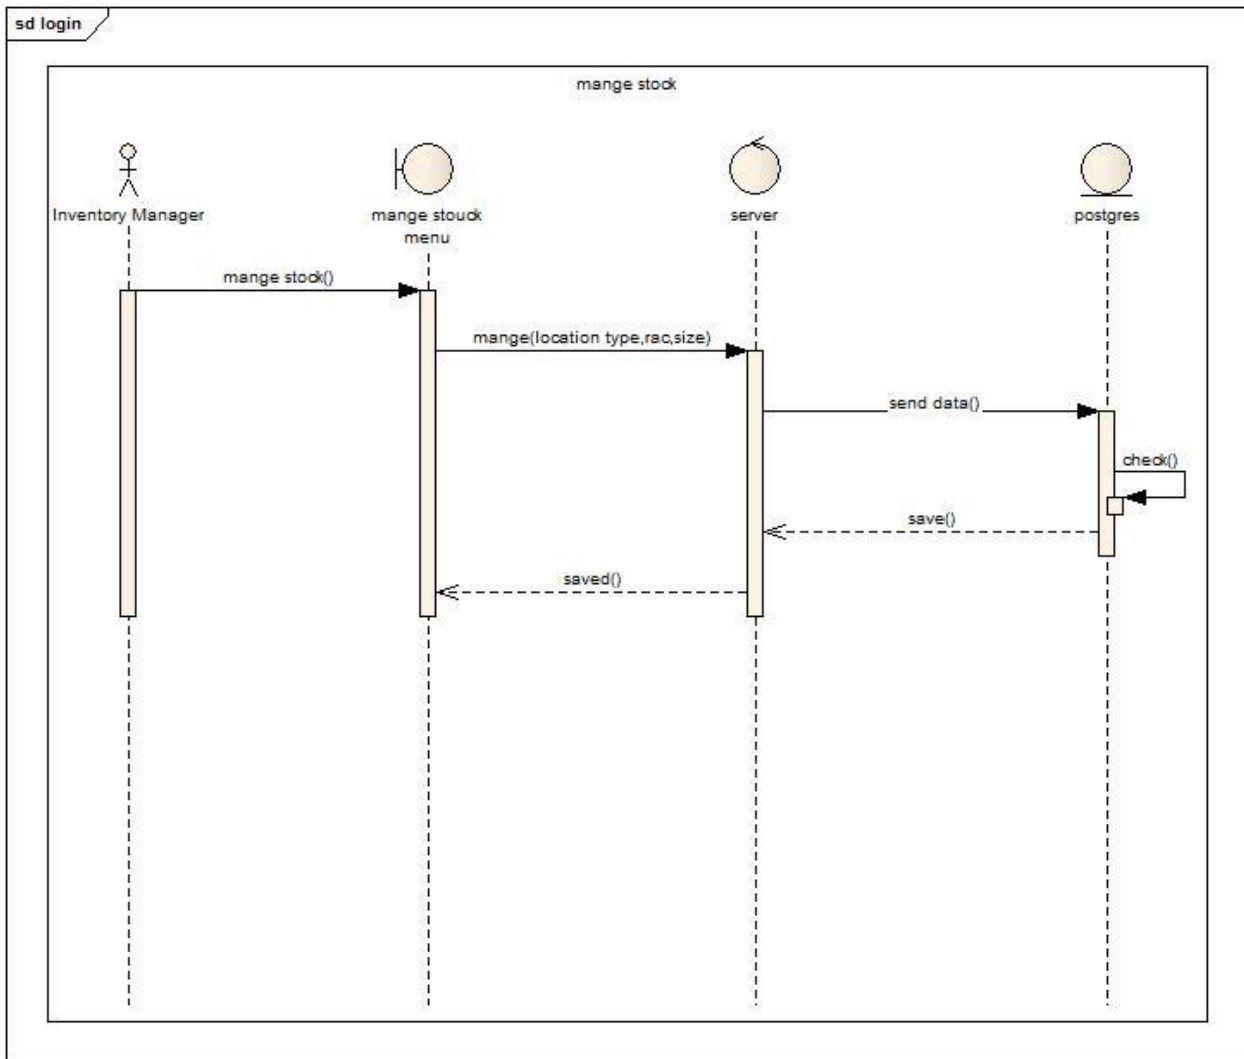 sd login
mange stock
Inventory Manager
mange stouck
menu
server
postgres
mange stock()
mange(location type,rac,size)
send data()
check()
save()
saved()